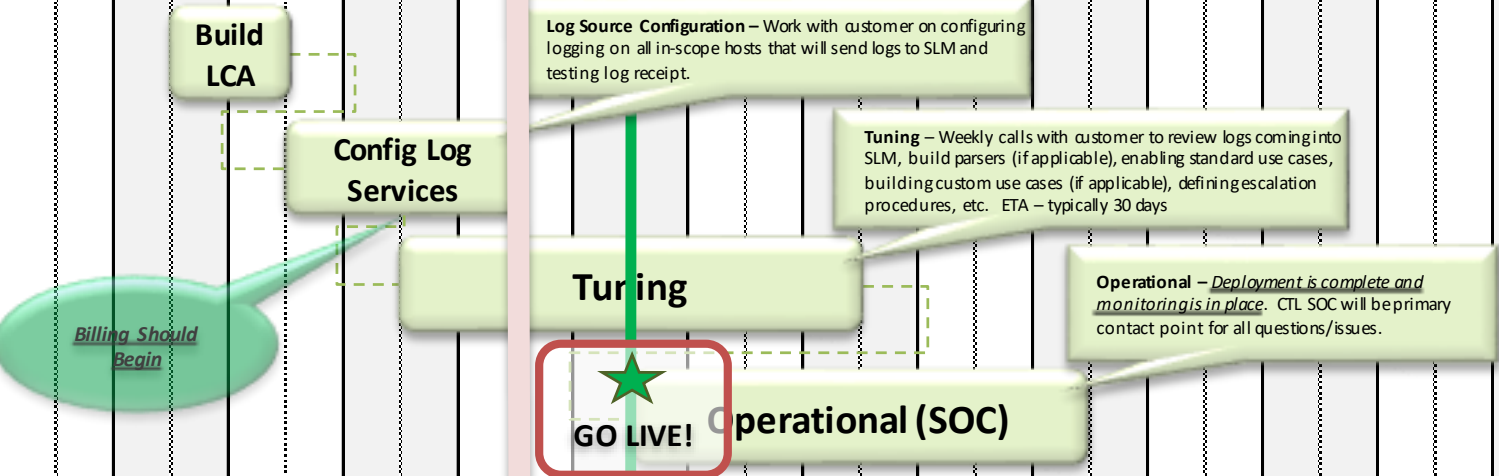 Build
LCA
Log Source Configuration – Work with customer on configuring
logging on all in-scope hosts that will send logs to SLM and
testing log receipt.
Config Log
Services
Tuning – Weekly calls with customer to review logs coming into
SLM, build parsers (if applicable), enabling standard use cases,
building custom use cases (if applicable), defining escalation
procedures, etc. ETA – typically 30 days
Tuning
Operational – Deployment is complete and
monitoring is in place. CTL SOC will be primary
contact point for all questions/issues.
Billing Should
Begin
GO LIVE!
Operational (SOC)